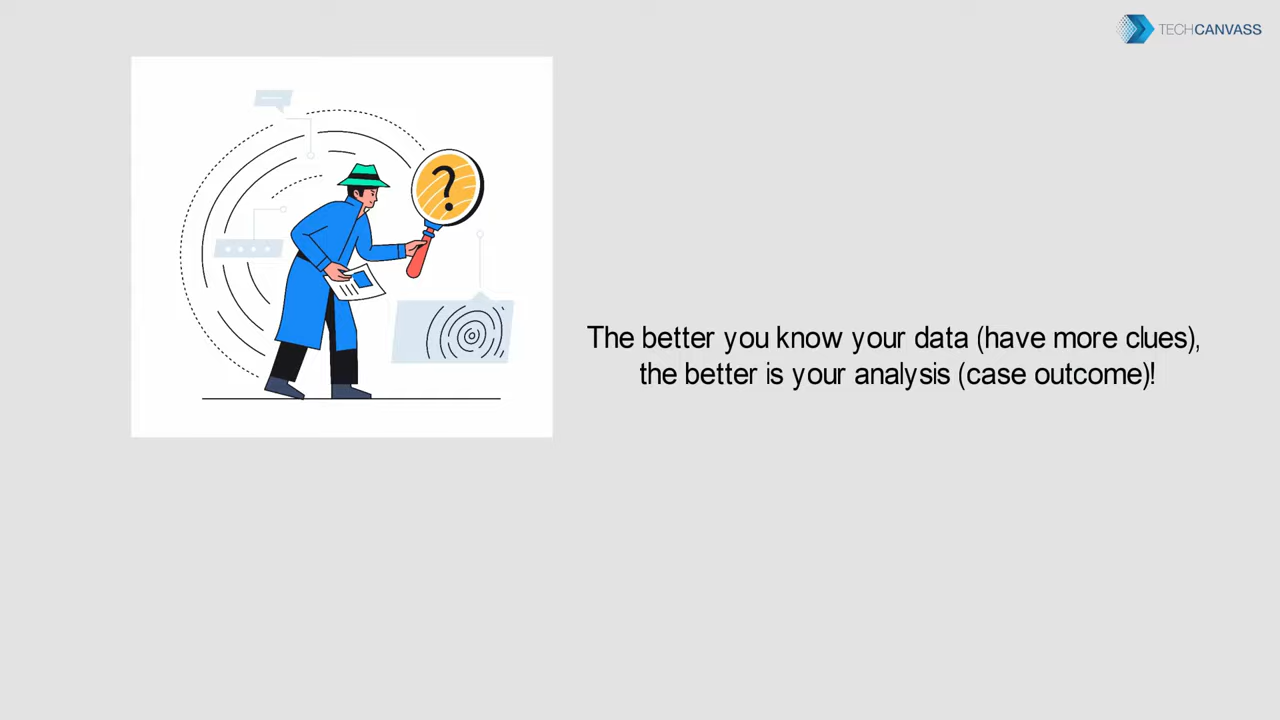 TECHCANVASS
?
The better you know your data (have more clues),
the better is your analysis (case outcome)!